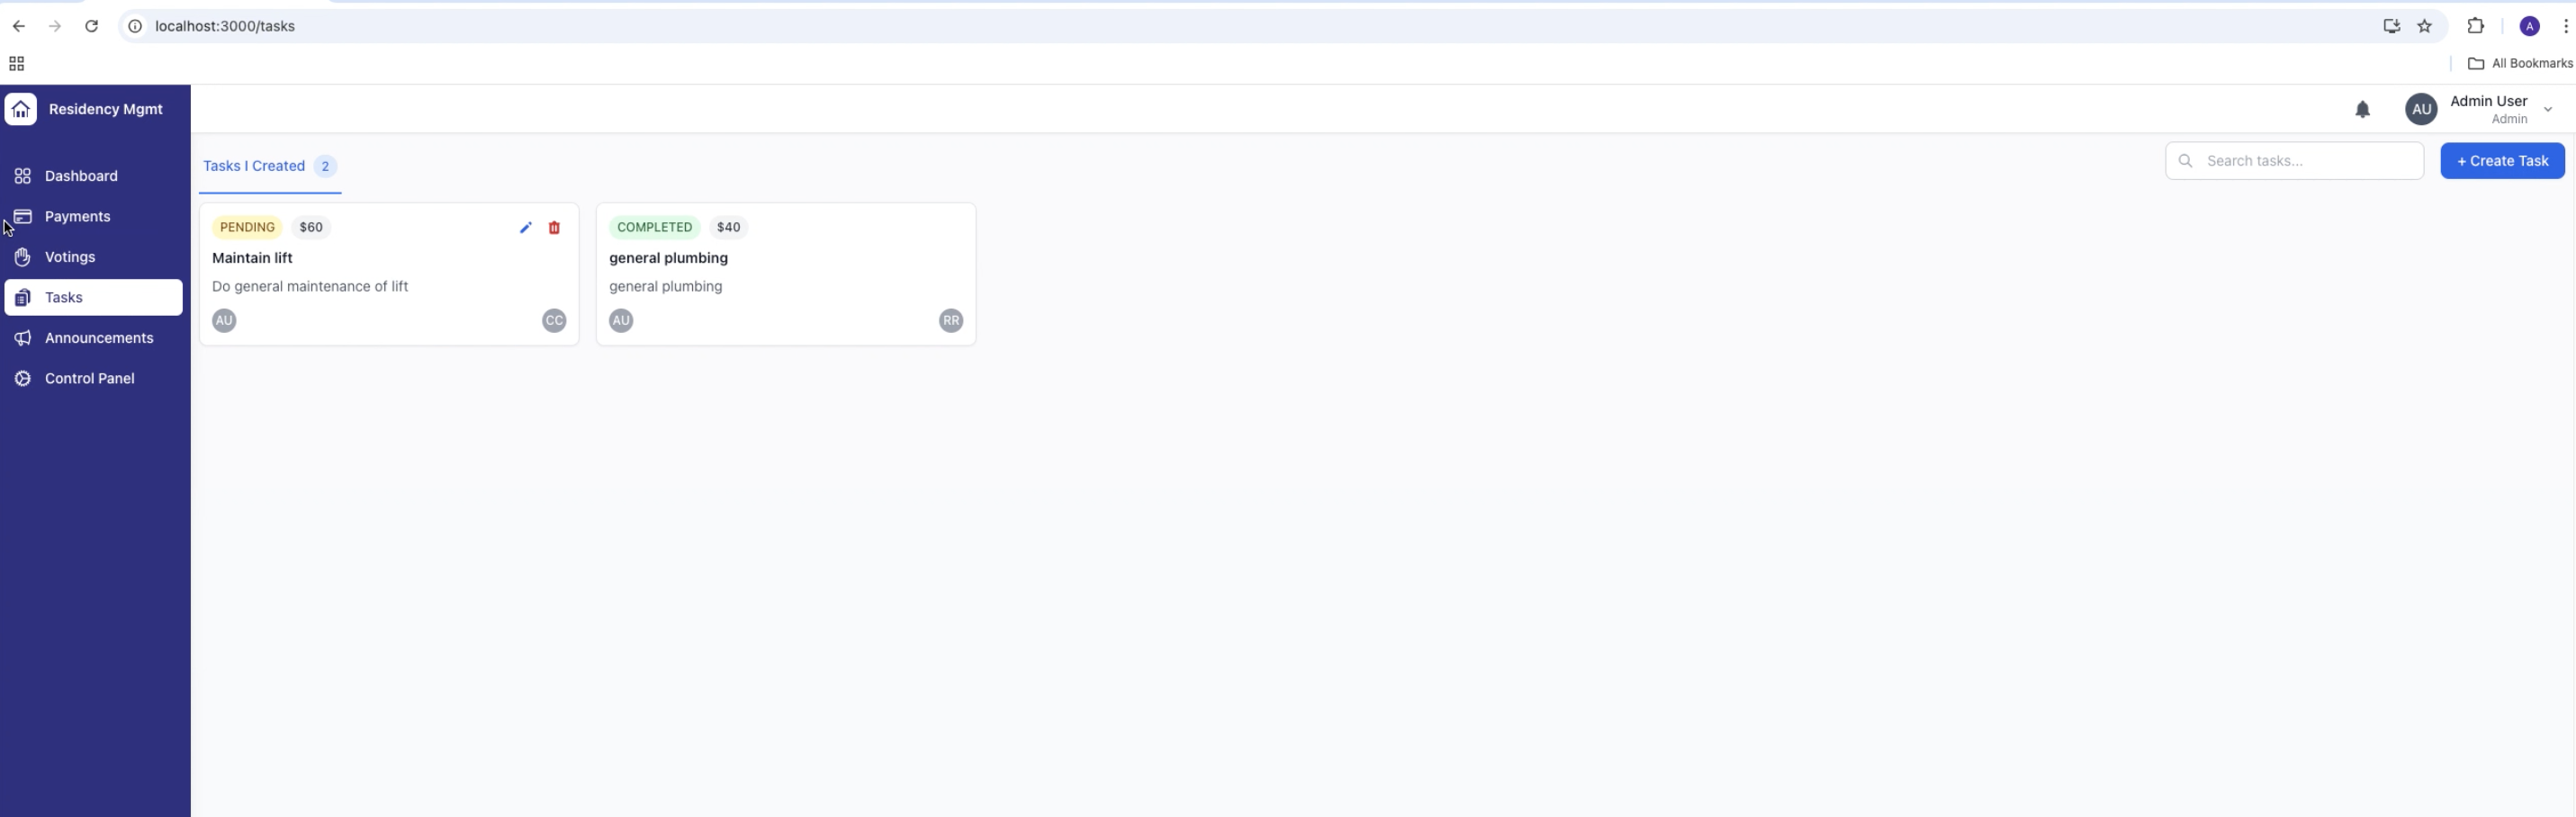 localhost:3000/tasks
A
All Bookmarks
Residency Mgmt
AU
Admin User
Admin
Dashboard
Payments
Votings
Tasks
Announcements
Control Panel
Tasks I Created 2
Search tasks...
+ Create Task
PENDING $60
Maintain lift
Do general maintenance of lift
AU CC
COMPLETED $40
general plumbing
general plumbing
AU RR